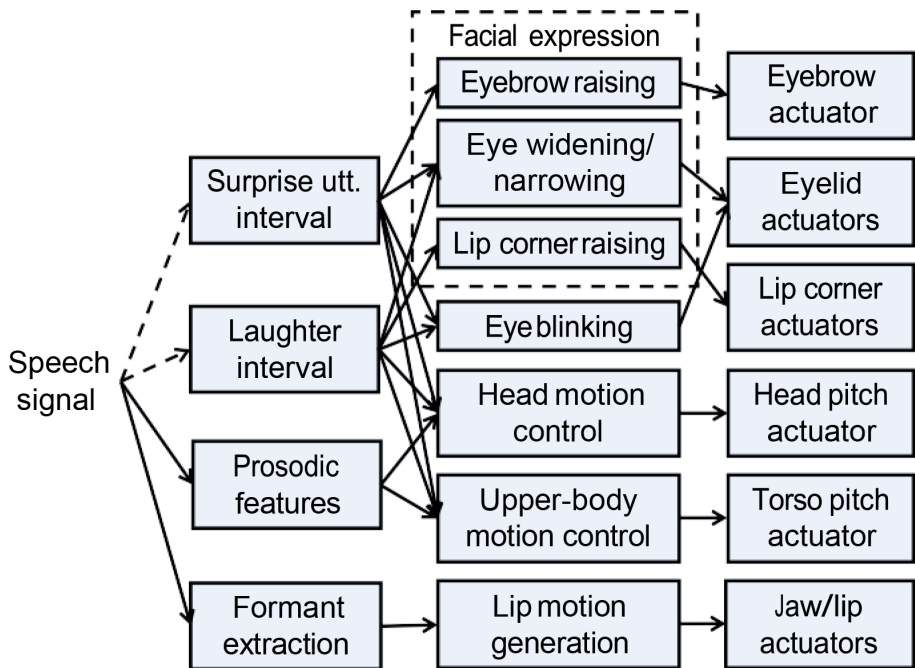 Speech
signal
Surprise utt.
interval
Laughter
interval
Prosodic
features
Formant
extraction
Facial expression
Eyebrow raising
Eye widening/
narrowing
Lip corner raising
Eye blinking
Head motion
control
Upper-body
motion control
Lip motion
generation
Eyebrow
actuator
Eyelid
actuators
Lip corner
actuators
Head pitch
actuator
Torso pitch
actuator
Jaw/lip
actuators